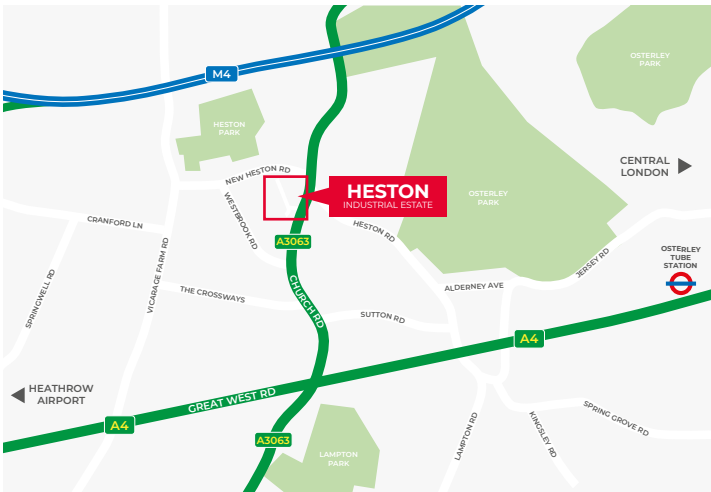 M4
OSTERLEY
PARK
HESTON
PARK
CENTRAL
LONDON
NEW HESTON RD
HESTON
INDUSTRIAL ESTATE
OSTERLEY
PARK
WESTBROOK RD
CRANFORD LN
HESTON RD
A3063
VICARAGE FARM RD
OSTERLEY
TUBE
STATION
JERSEY RD
SPRINGWELL RD
THE CROSSWAYS
CHURCH RD
ALDERNEY AVE
SUTTON RD
A4
HEATHROW
AIRPORT
GREAT WEST RD
A4
A3063
LAMPTON RD
KINGSLEY RD
SPRING GROVE RD
LAMPTON
PARK